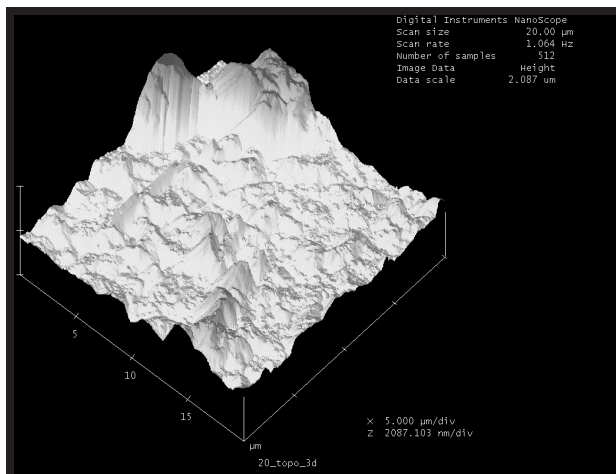 Digital Instruments NanoScope
Scan size 20.00 µm
Scan rate 1.064 Hz
Number of samples 512
Image Data Height
Data scale 2.087 um
5
10
15
µm
X 5.000 µm/div
Z 2087.103 nm/div
20_topo_3d